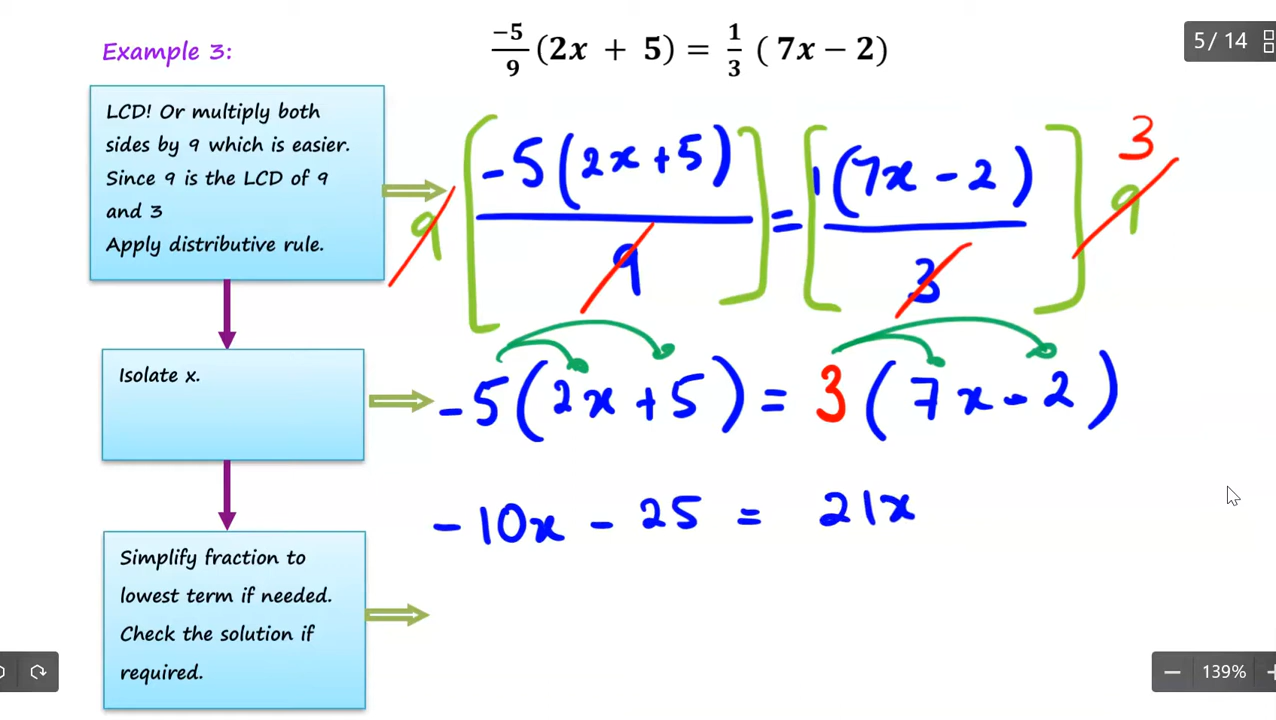 Example 3:
-5/9 (2x + 5) = 1/3 ( 7x − 2)
5 / 14
LCD! Or multiply both
sides by 9 which is easier.
Since 9 is the LCD of 9
and 3
Apply distributive rule.
9 [ -5(2x+5) / 9 ] = [ 1(7x - 2) / 3 ] 9 3
Isolate x.
-5(2x+5) = 3(7x-2)
-10x - 25 = 21x
Simplify fraction to
lowest term if needed.
Check the solution if
required.
139%